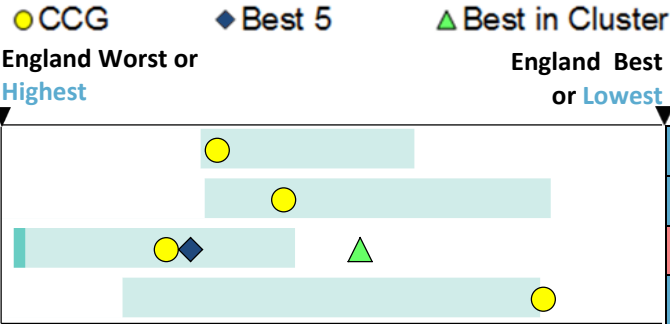 CCG Best 5 Best in Cluster
England Worst or England Best
Highest or Lowest